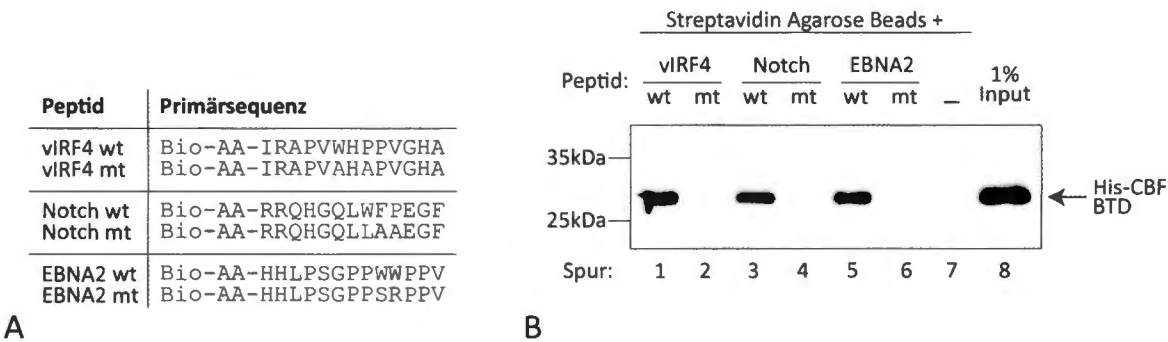 Peptid Primärsequenz
vIRF4 wt Bio-AA-IRAPVWHPPVGHA
vIRF4 mt Bio-AA-IRAPVAHAPVGHA
Notch wt Bio-AA-RRQHGQLWFPEGF
Notch mt Bio-AA-RRQHGQLLAAEGF
EBNA2 wt Bio-AA-HHLPSGPPWWPPV
EBNA2 mt Bio-AA-HHLPSGPPSRPPV
A
Streptavidin Agarose Beads +
Peptid: vIRF4 Notch EBNA2 1%
wt mt wt mt wt mt _ Input
35kDa
25kDa
His-CBF
BTD
Spur: 1 2 3 4 5 6 7 8
B